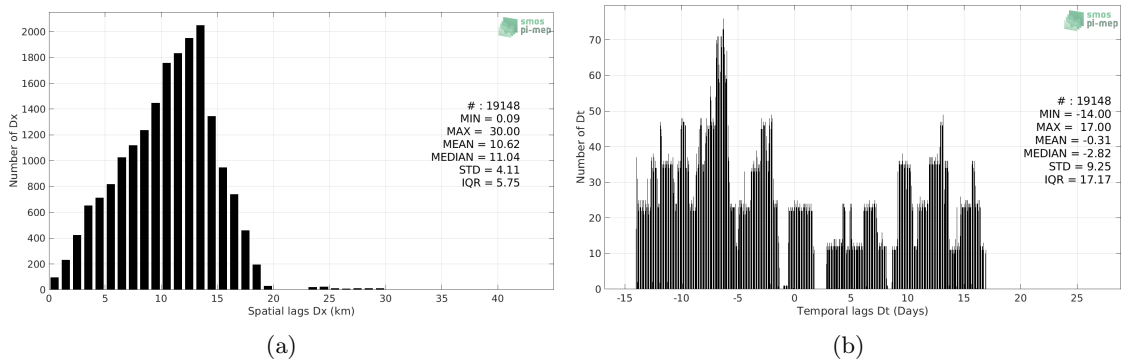 2000
1800
1600
1400
1200
1000
800
600
400
200
0
Number of Dx
0 5 10 15 20 25 30 35 40
Spatial lags Dx (km)
smos
pi-mep
# : 19148
MIN = 0.09
MAX = 30.00
MEAN = 10.62
MEDIAN = 11.04
STD = 4.11
IQR = 5.75
(a)
70
60
50
40
30
20
10
0
Number of Dt
-15 -10 -5 0 5 10 15 20 25
Temporal lags Dt (Days)
smos
pi-mep
# : 19148
MIN = -14.00
MAX = 17.00
MEAN = -0.31
MEDIAN = -2.82
STD = 9.25
IQR = 17.17
(b)